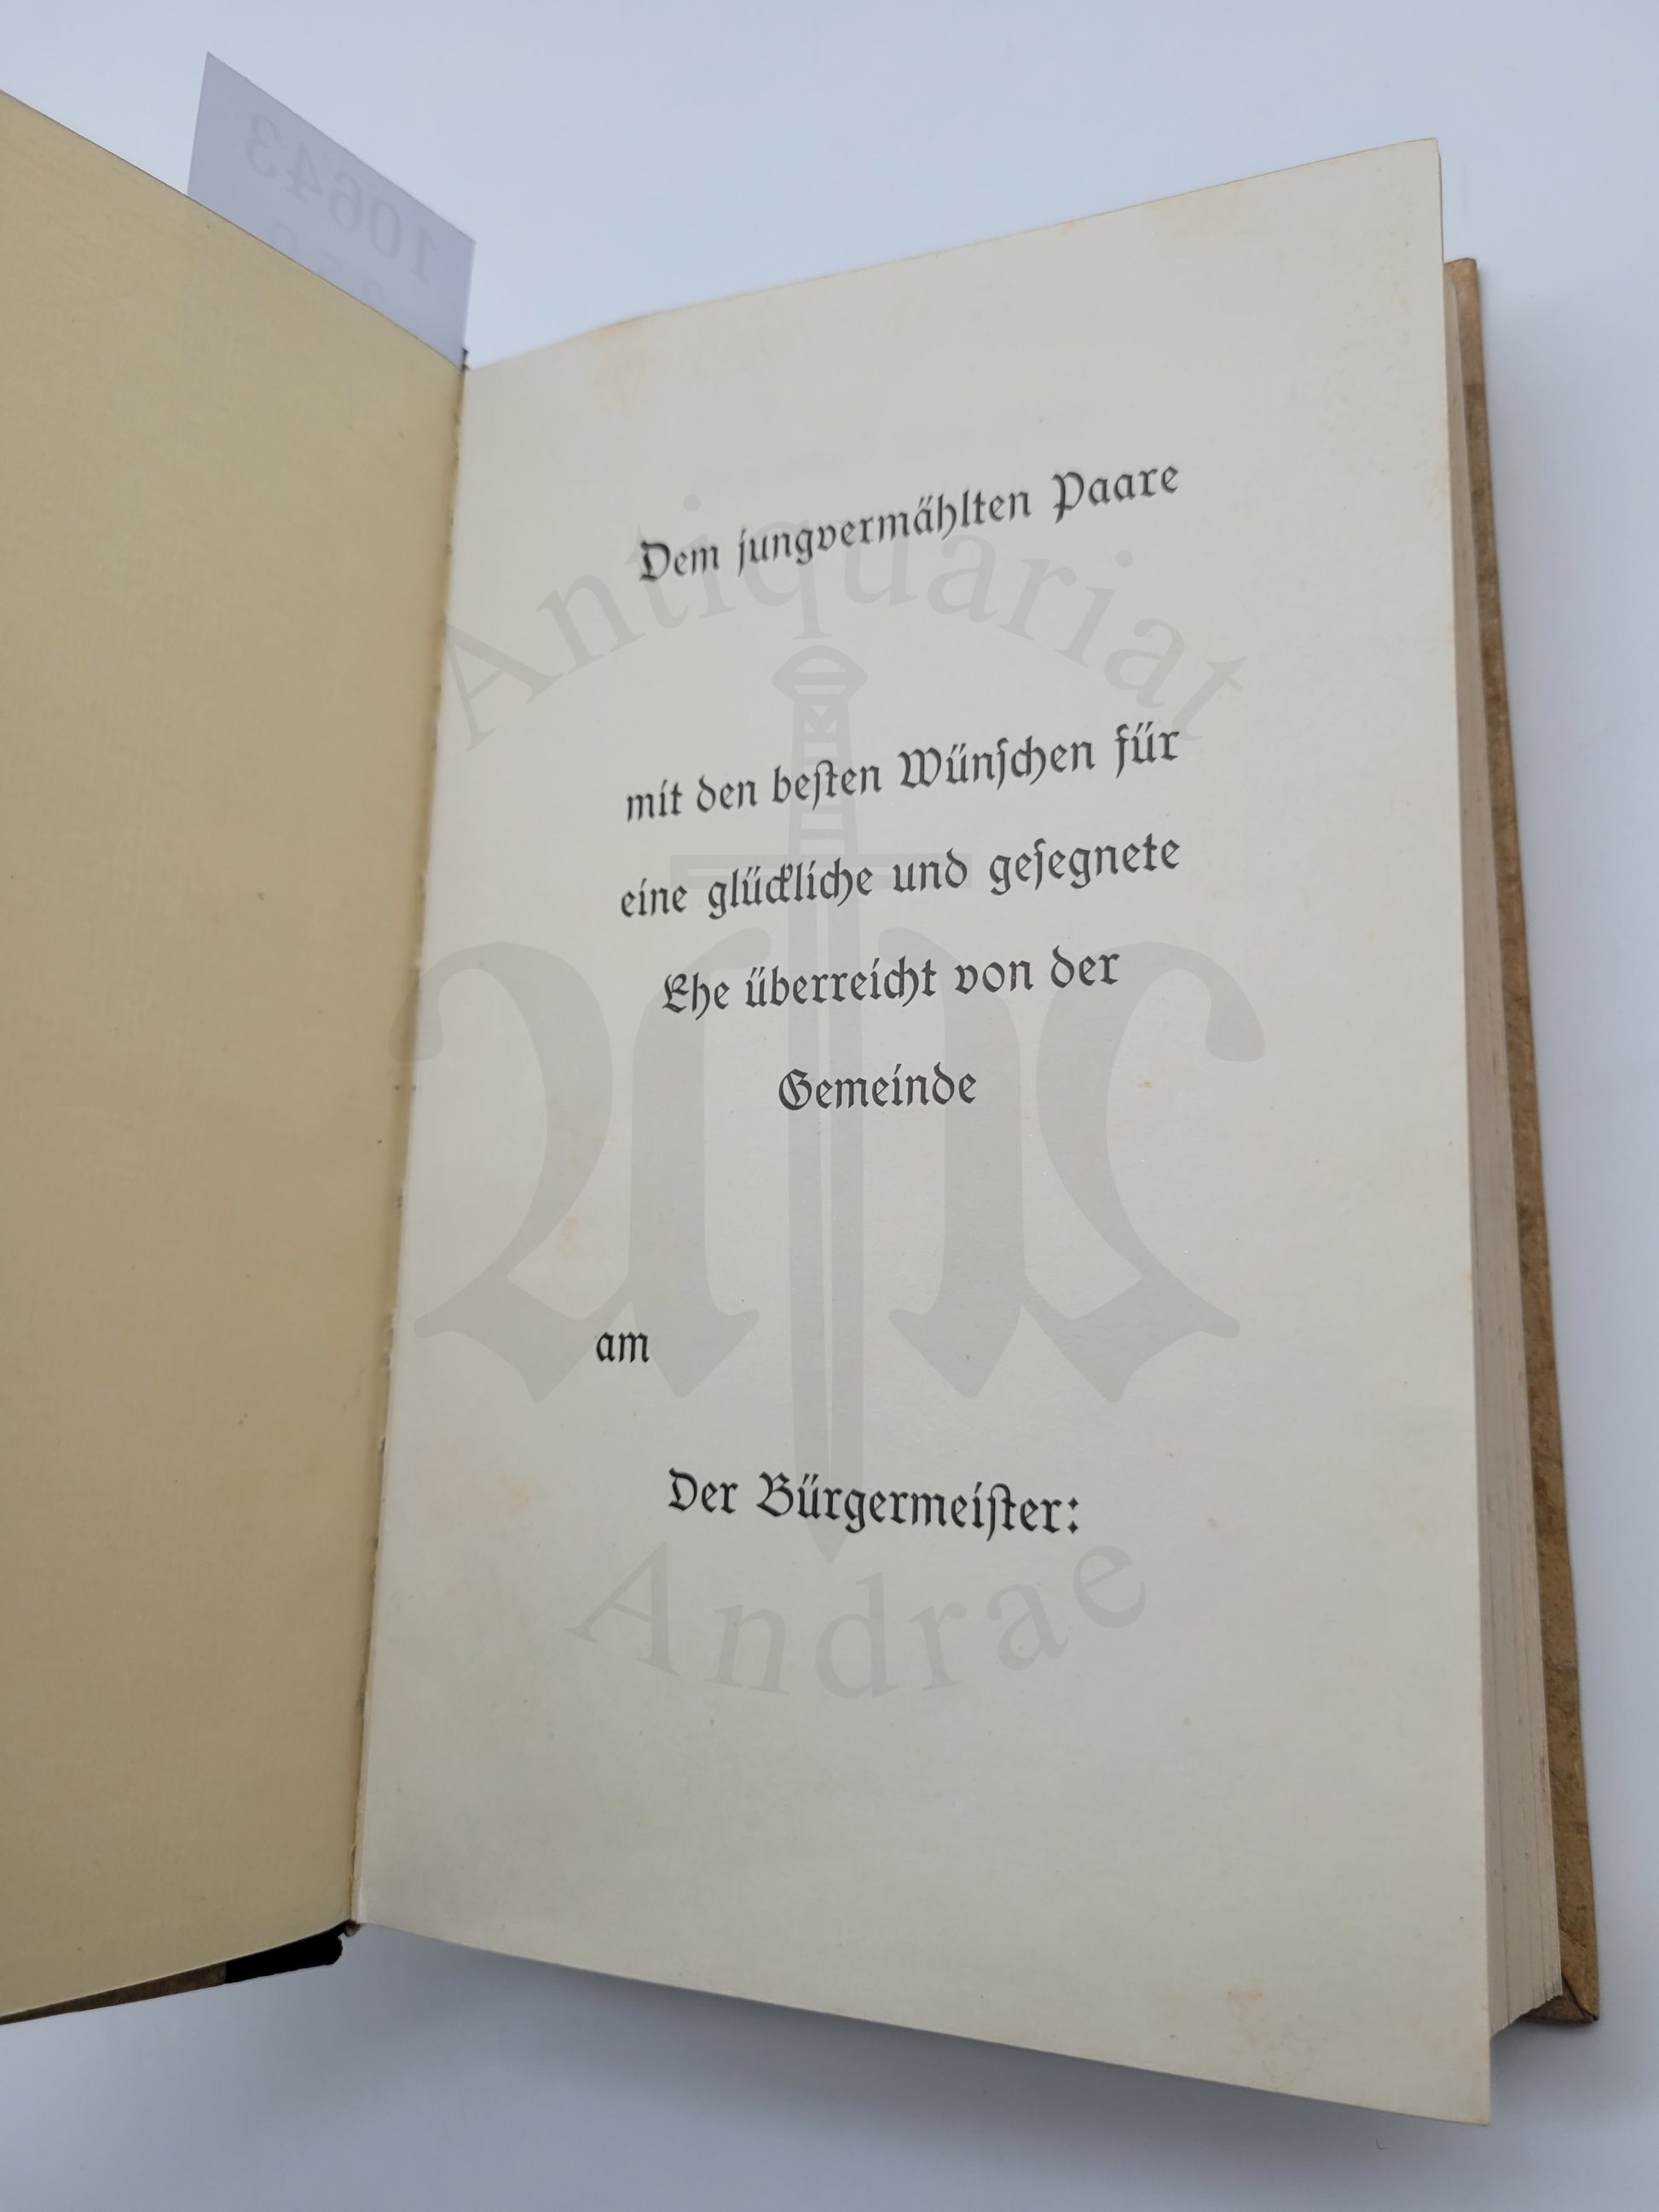 10643
Dem jungvermählten Paare
mit den besten Wünschen für
eine glückliche und gesegnete
Ehe überreicht von der
Gemeinde
am
Der Bürgermeister:
Antiquariat
Andrae